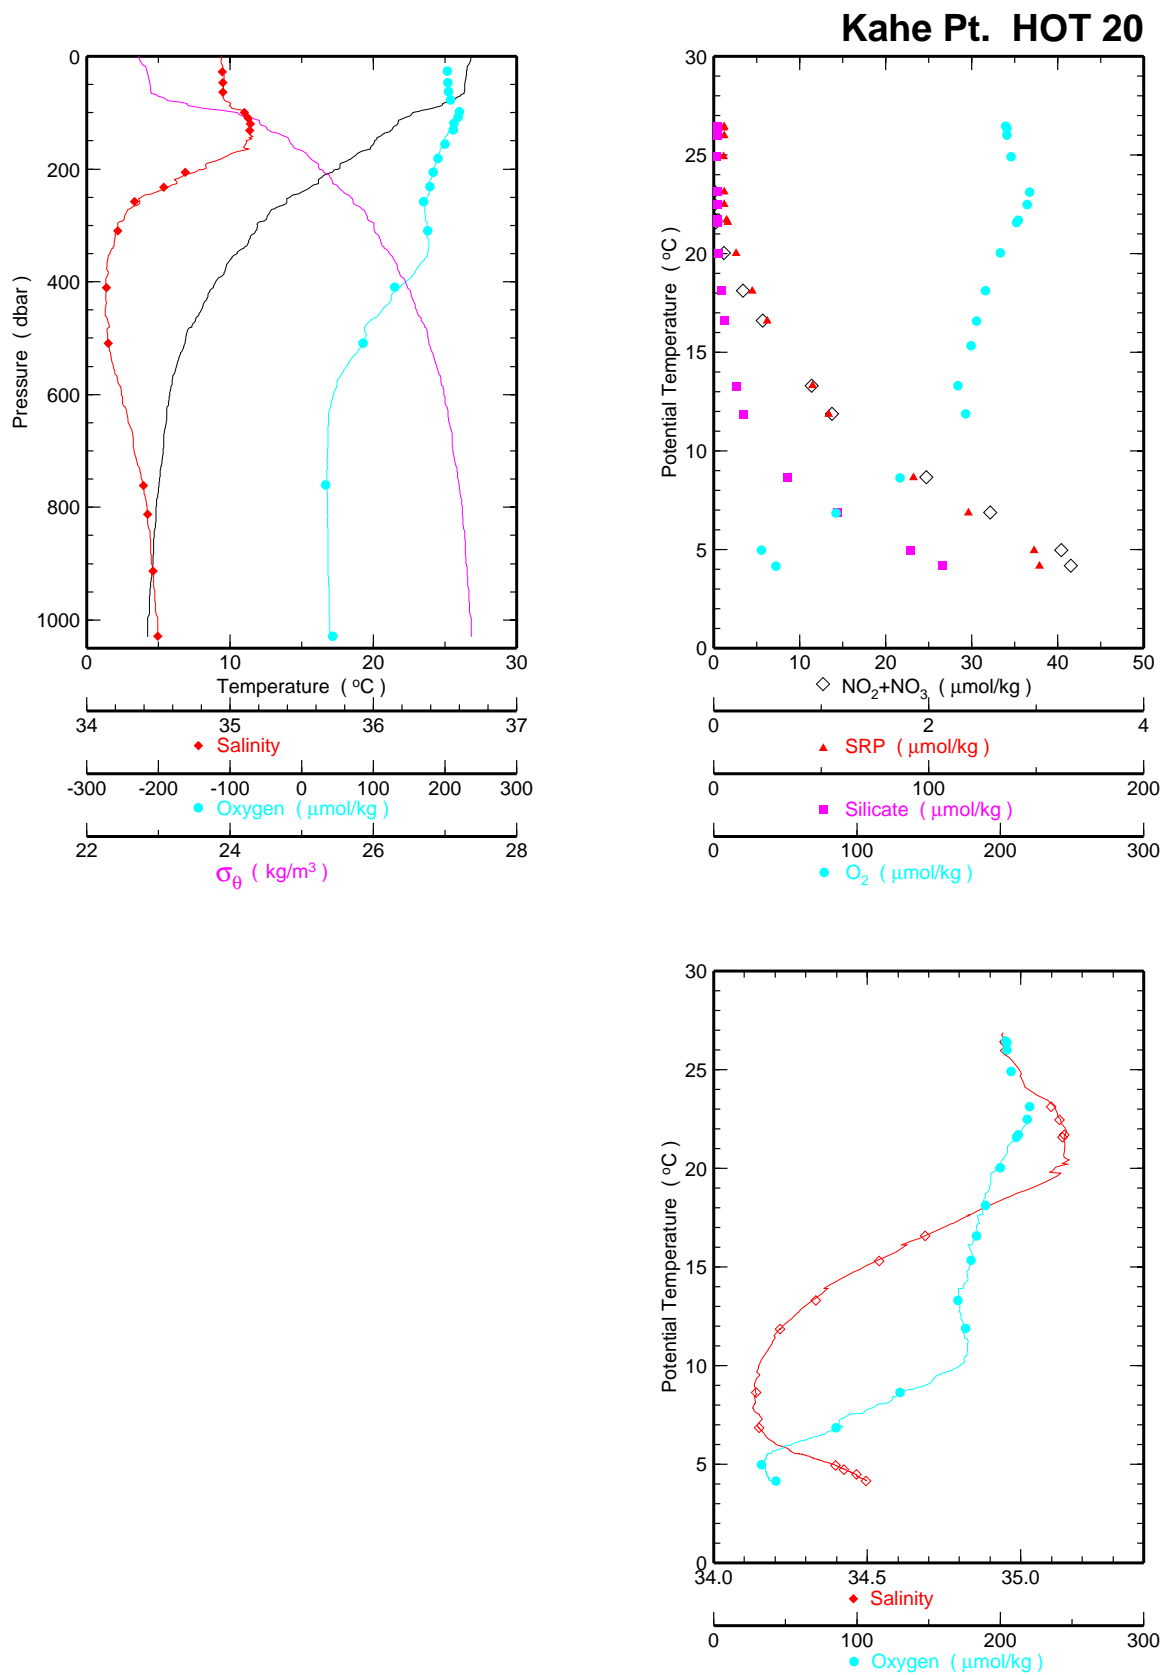 Kahe Pt. HOT 20
0
200
400
600
800
1000
Pressure ( dbar )
0 10 20 30
Temperature ( °C )
34 35 36 37
Salinity
-300 -200 -100 0 100 200 300
Oxygen ( μmol/kg )
22 24 26 28
σθ ( kg/m³ )
30
25
20
15
10
5
0
Potential Temperature ( °C )
0 10 20 30 40 50
NO₂+NO₃ ( μmol/kg )
0 2 4
SRP ( μmol/kg )
0 100 200
Silicate ( μmol/kg )
0 100 200 300
O₂ ( μmol/kg )
30
25
20
15
10
5
0
Potential Temperature ( °C )
34.0 34.5 35.0
Salinity
0 100 200 300
Oxygen ( μmol/kg )